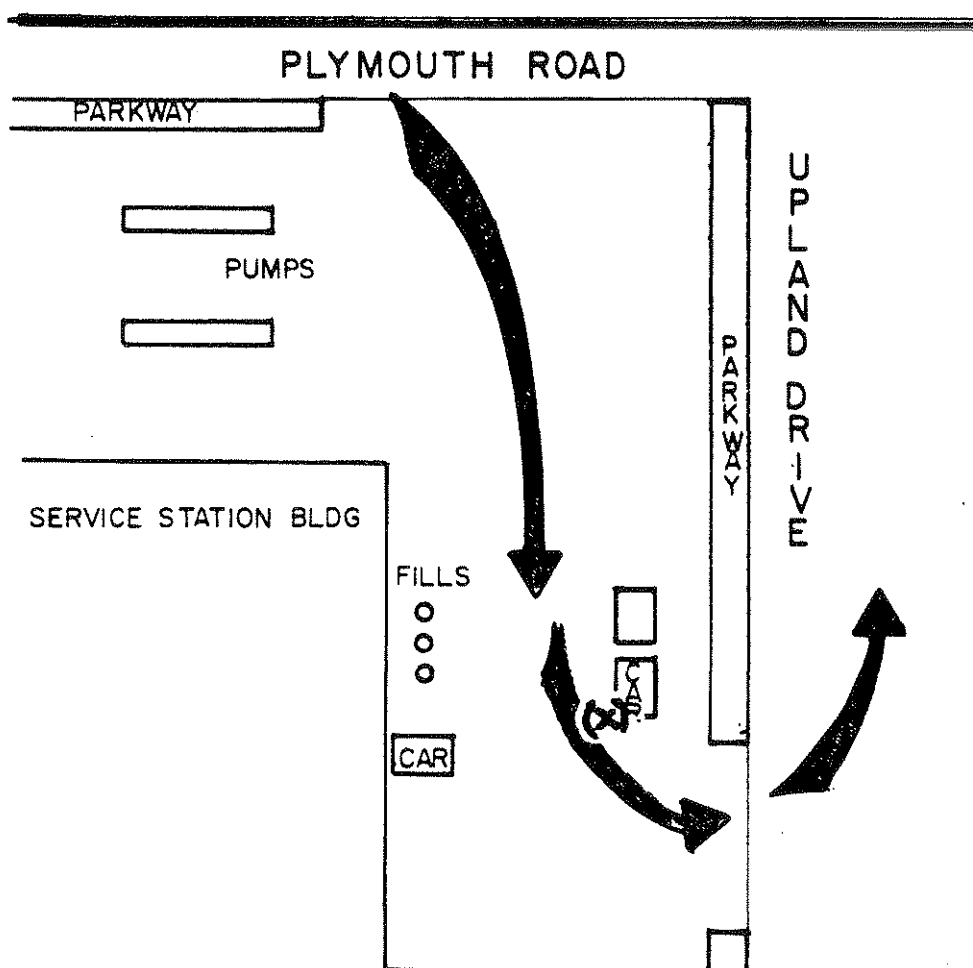 PLYMOUTH ROAD
PARKWAY
UPLAND DRIVE
PUMPS
PARKWAY
SERVICE STATION BLDG
FILLS
CAR
(x)
CAR